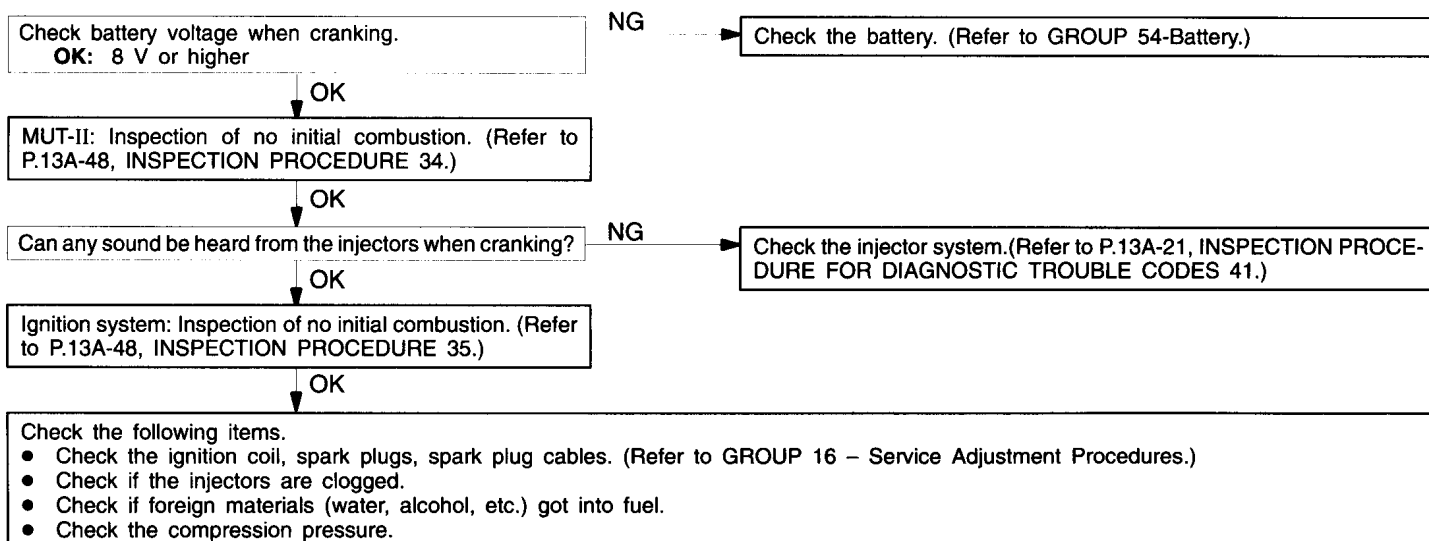 Check battery voltage when cranking.
OK: 8 V or higher
NG
Check the battery. (Refer to GROUP 54-Battery.)
OK
MUT-II: Inspection of no initial combustion. (Refer to
P.13A-48, INSPECTION PROCEDURE 34.)
OK
Can any sound be heard from the injectors when cranking?
NG
Check the injector system.(Refer to P.13A-21, INSPECTION PROCE-
DURE FOR DIAGNOSTIC TROUBLE CODES 41.)
OK
Ignition system: Inspection of no initial combustion. (Refer
to P.13A-48, INSPECTION PROCEDURE 35.)
OK
Check the following items.
● Check the ignition coil, spark plugs, spark plug cables. (Refer to GROUP 16 – Service Adjustment Procedures.)
● Check if the injectors are clogged.
● Check if foreign materials (water, alcohol, etc.) got into fuel.
● Check the compression pressure.